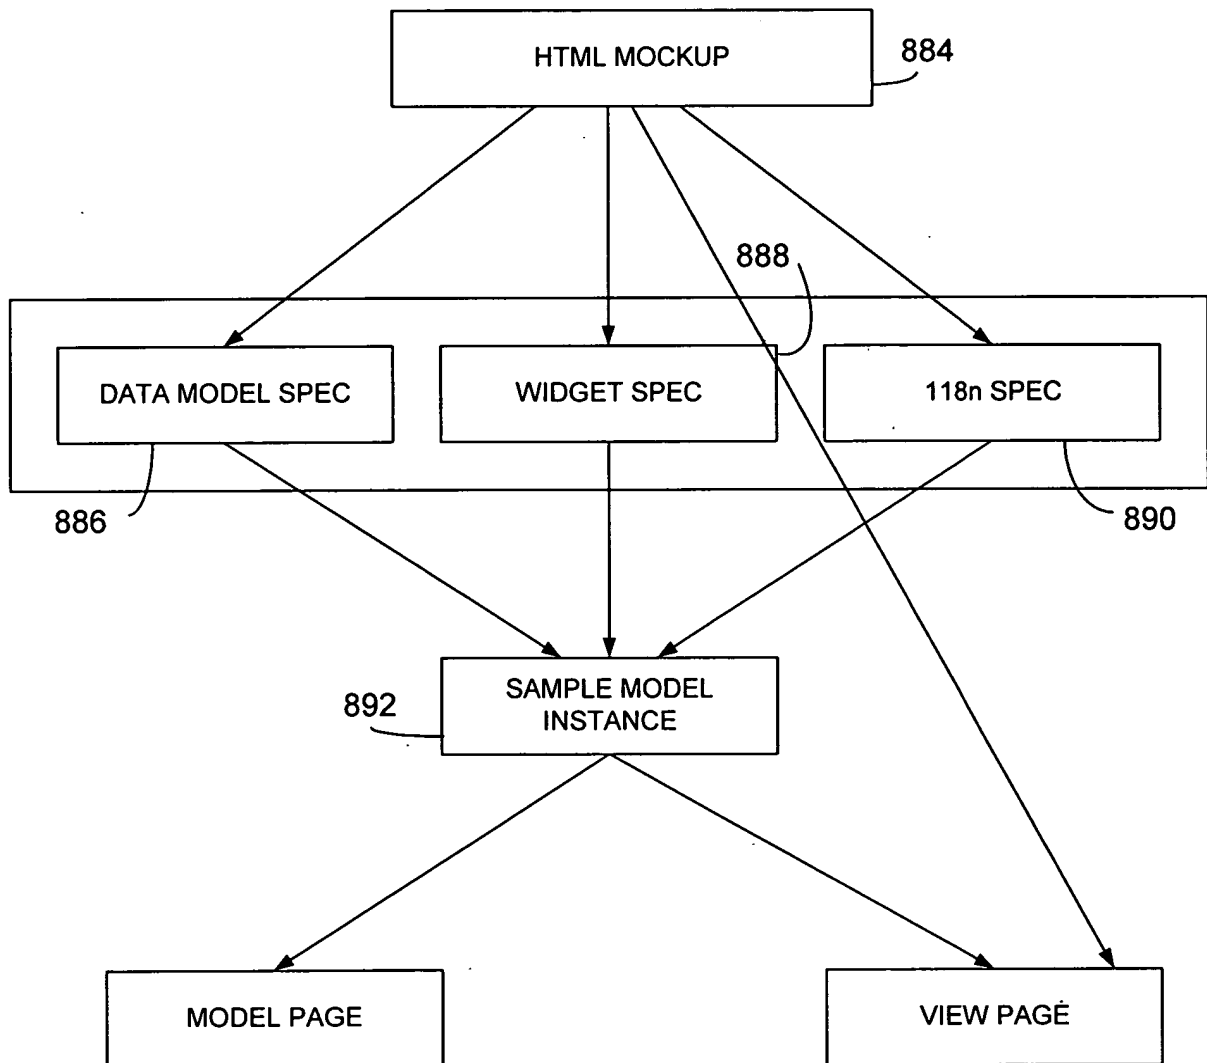 HTML MOCKUP
884
888
DATA MODEL SPEC
WIDGET SPEC
118n SPEC
886
890
892
SAMPLE MODEL
INSTANCE
MODEL PAGE
VIEW PAGE